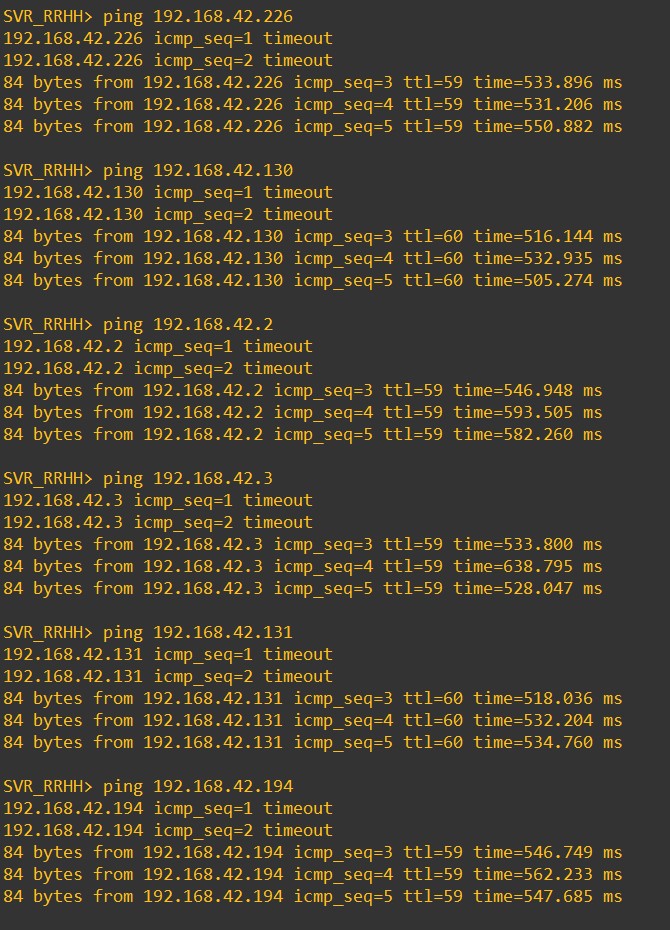 SVR_RRHH> ping 192.168.42.226
192.168.42.226 icmp_seq=1 timeout
192.168.42.226 icmp_seq=2 timeout
84 bytes from 192.168.42.226 icmp_seq=3 ttl=59 time=533.896 ms
84 bytes from 192.168.42.226 icmp_seq=4 ttl=59 time=531.206 ms
84 bytes from 192.168.42.226 icmp_seq=5 ttl=59 time=550.882 ms
SVR_RRHH> ping 192.168.42.130
192.168.42.130 icmp_seq=1 timeout
192.168.42.130 icmp_seq=2 timeout
84 bytes from 192.168.42.130 icmp_seq=3 ttl=60 time=516.144 ms
84 bytes from 192.168.42.130 icmp_seq=4 ttl=60 time=532.935 ms
84 bytes from 192.168.42.130 icmp_seq=5 ttl=60 time=505.274 ms
SVR_RRHH> ping 192.168.42.2
192.168.42.2 icmp_seq=1 timeout
192.168.42.2 icmp_seq=2 timeout
84 bytes from 192.168.42.2 icmp_seq=3 ttl=59 time=546.948 ms
84 bytes from 192.168.42.2 icmp_seq=4 ttl=59 time=593.505 ms
84 bytes from 192.168.42.2 icmp_seq=5 ttl=59 time=582.260 ms
SVR_RRHH> ping 192.168.42.3
192.168.42.3 icmp_seq=1 timeout
192.168.42.3 icmp_seq=2 timeout
84 bytes from 192.168.42.3 icmp_seq=3 ttl=59 time=533.800 ms
84 bytes from 192.168.42.3 icmp_seq=4 ttl=59 time=638.795 ms
84 bytes from 192.168.42.3 icmp_seq=5 ttl=59 time=528.047 ms
SVR_RRHH> ping 192.168.42.131
192.168.42.131 icmp_seq=1 timeout
192.168.42.131 icmp_seq=2 timeout
84 bytes from 192.168.42.131 icmp_seq=3 ttl=60 time=518.036 ms
84 bytes from 192.168.42.131 icmp_seq=4 ttl=60 time=532.204 ms
84 bytes from 192.168.42.131 icmp_seq=5 ttl=60 time=534.760 ms
SVR_RRHH> ping 192.168.42.194
192.168.42.194 icmp_seq=1 timeout
192.168.42.194 icmp_seq=2 timeout
84 bytes from 192.168.42.194 icmp_seq=3 ttl=59 time=546.749 ms
84 bytes from 192.168.42.194 icmp_seq=4 ttl=59 time=562.233 ms
84 bytes from 192.168.42.194 icmp_seq=5 ttl=59 time=547.685 ms